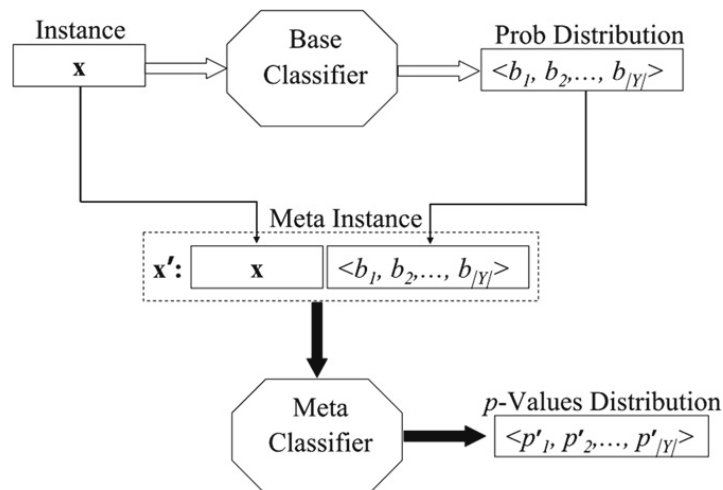 Instance
x
Base
Classifier
Prob Distribution
<b1, b2,..., b|Y|>
Meta Instance
x′:
x
<b1, b2,..., b|Y|>
Meta
Classifier
p-Values Distribution
<p′1, p′2,..., p′|Y|>